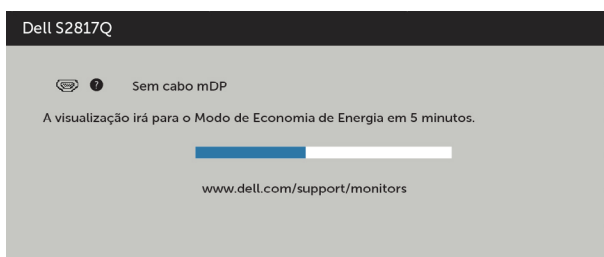 Dell S2817Q
? Sem cabo mDP
A visualização irá para o Modo de Economia de Energia em 5 minutos.
www.dell.com/support/monitors